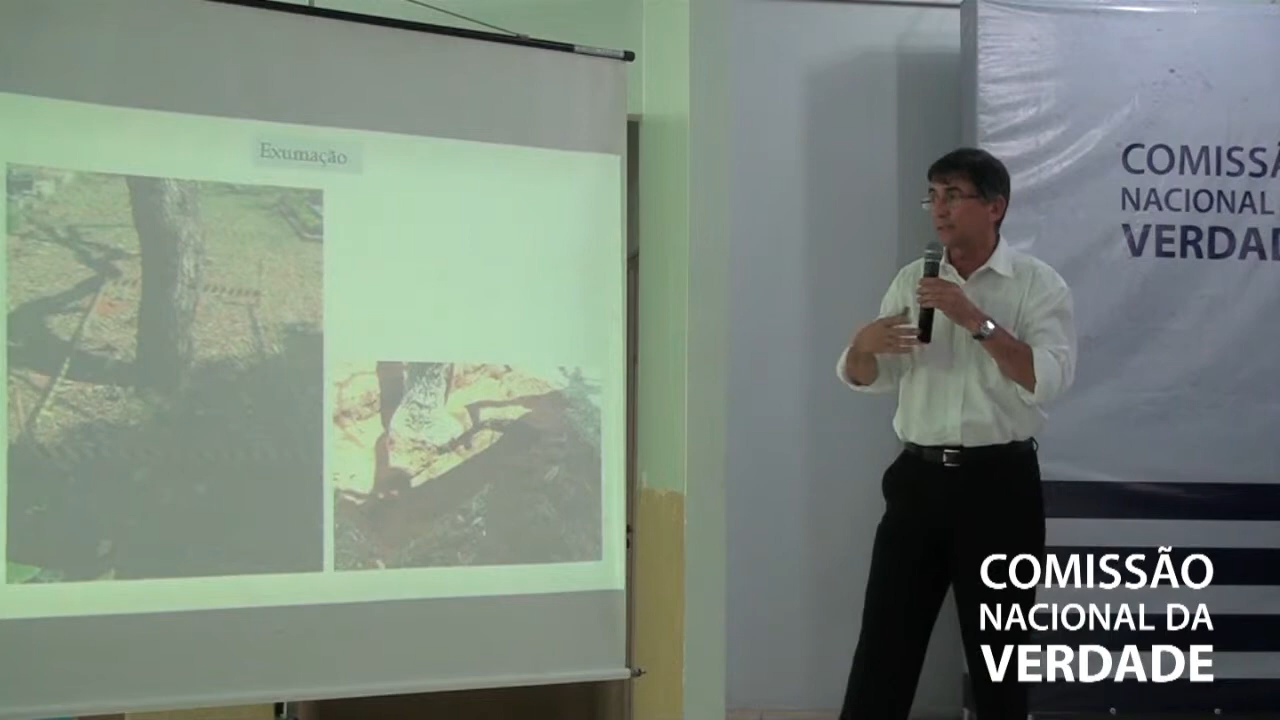 Exumação
COMISSÃ
NACIONAL
VERDAD
COMISSÃO
NACIONAL DA
VERDADE